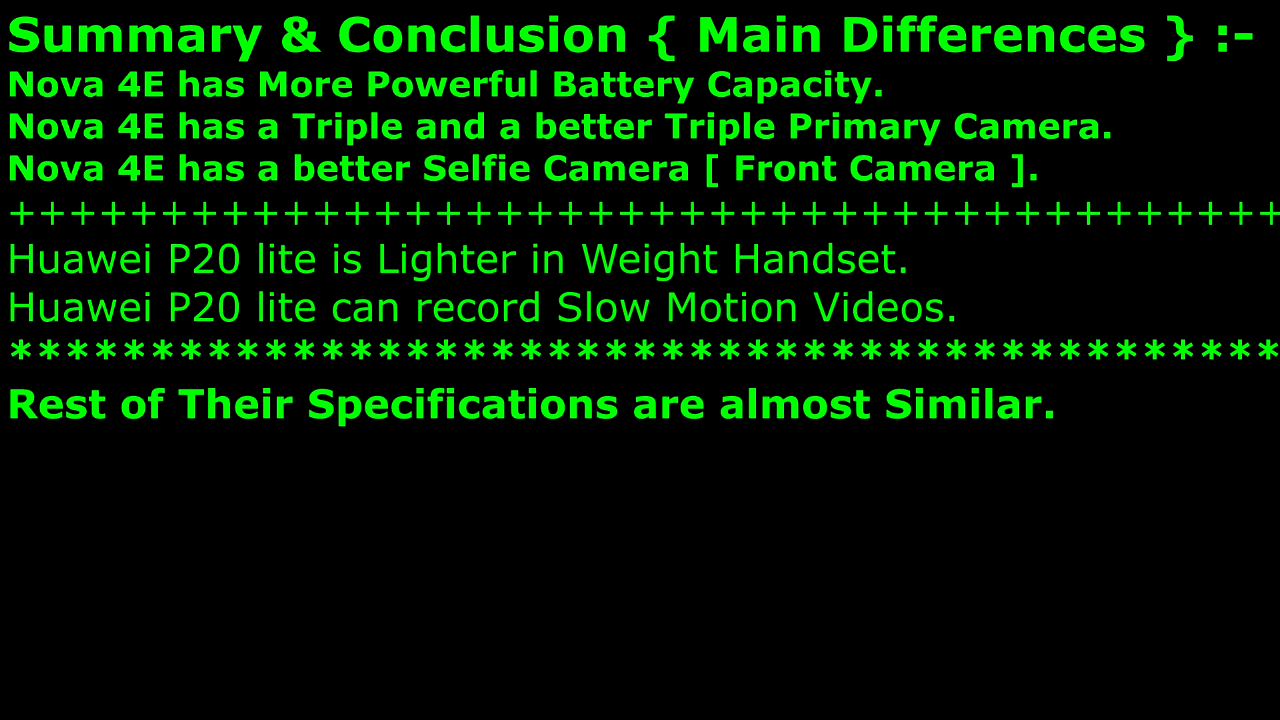 Summary & Conclusion { Main Differences } :-
Nova 4E has More Powerful Battery Capacity.
Nova 4E has a Triple and a better Triple Primary Camera.
Nova 4E has a better Selfie Camera [ Front Camera ].
++++++++++++++++++++++++++++++++++++++++++
Huawei P20 lite is Lighter in Weight Handset.
Huawei P20 lite can record Slow Motion Videos.
*********************************************
Rest of Their Specifications are almost Similar.